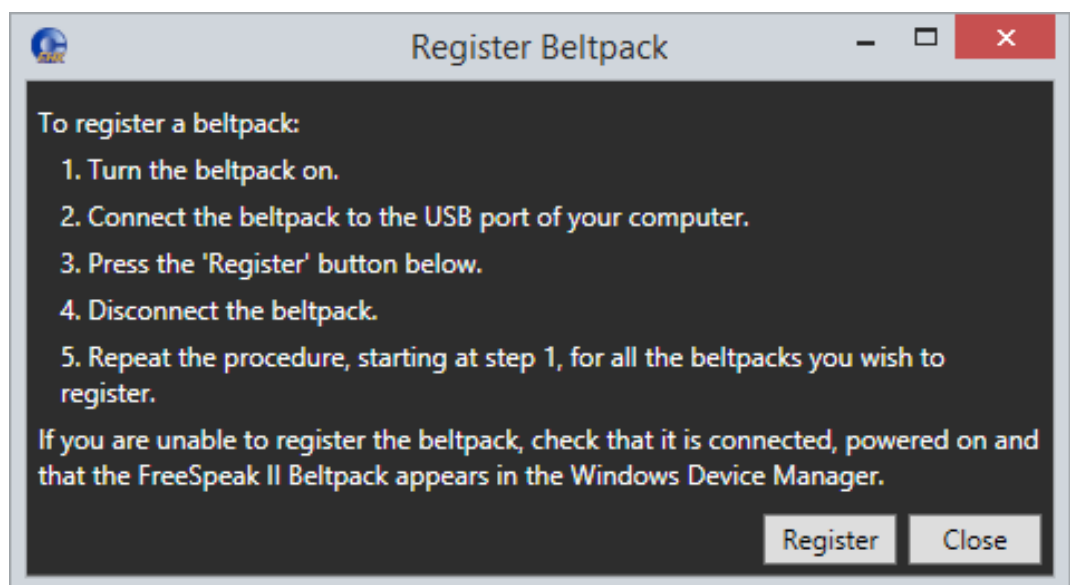 Register Beltpack
To register a beltpack:
1. Turn the beltpack on.
2. Connect the beltpack to the USB port of your computer.
3. Press the 'Register' button below.
4. Disconnect the beltpack.
5. Repeat the procedure, starting at step 1, for all the beltpacks you wish to
register.
If you are unable to register the beltpack, check that it is connected, powered on and
that the FreeSpeak II Beltpack appears in the Windows Device Manager.
Register Close